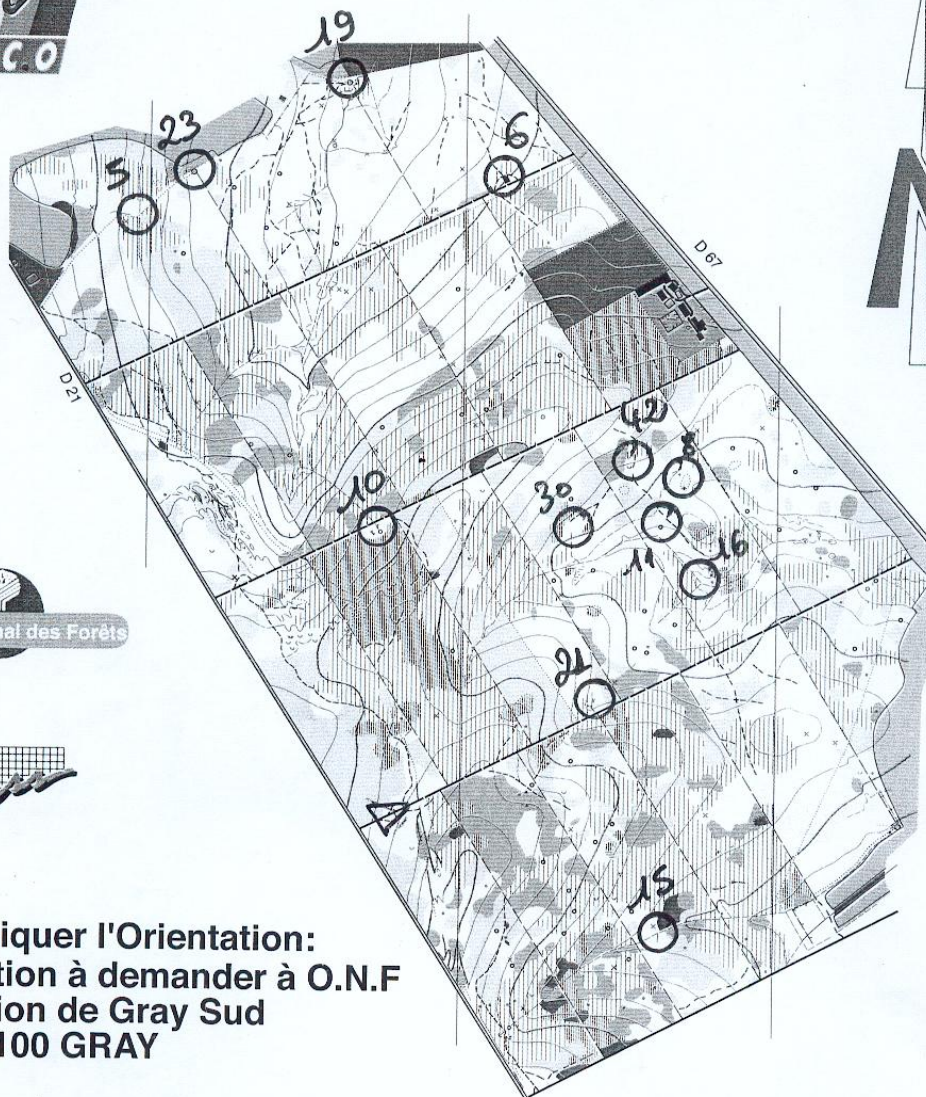 C.O
19
23
6
5
D 67
D 21
42
8
10
30
11
16
21
15
nal des Forêts
iquer l'Orientation:
tion à demander à O.N.F
ion de Gray Sud
100 GRAY